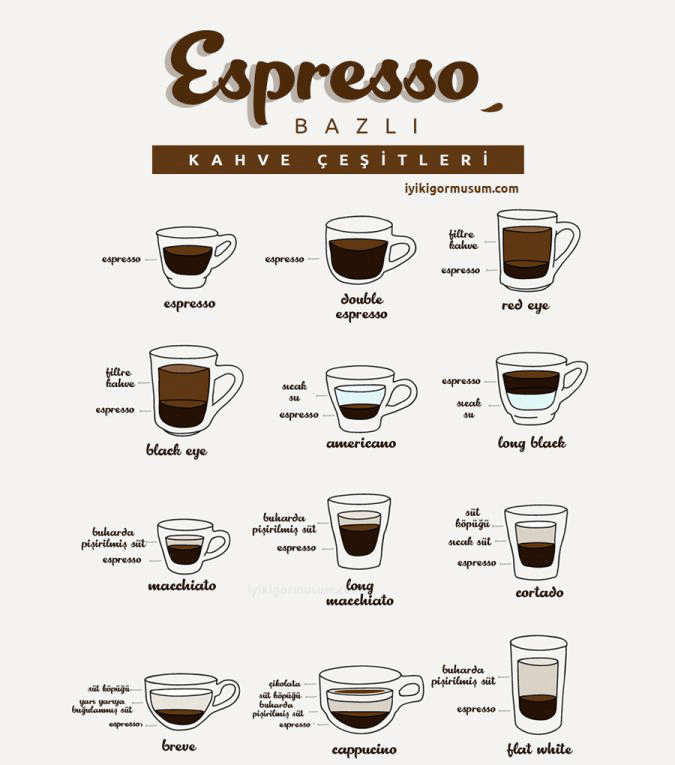 Espresso
BAZLI
KAHVE ÇEŞİTLERİ
iyikigormusum.com
espresso
espresso
espresso
double
espresso
filtre
kahve
espresso
red eye
filtre
kahve
espresso
black eye
sıcak
su
espresso
americano
espresso
sıcak
su
long black
buharda
pişirilmiş süt
espresso
macchiato
buharda
pişirilmiş süt
espresso
long
macchiato
iyikigormusum.com
süt
köpüğü
sıcak süt
espresso
cortado
süt köpüğü
yarı yarıya
buğulanmış süt
espresso
breve
çikolata
süt köpüğü
buharda
pişirilmiş süt
espresso
cappucino
buharda
pişirilmiş süt
espresso
flat white